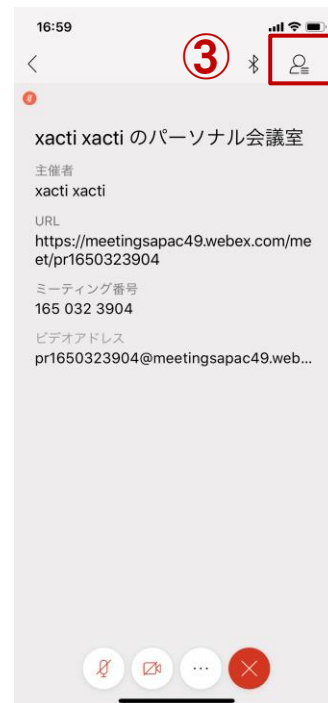 16:59
③
xacti xacti のパーソナル会議室
主催者
xacti xacti
URL
https://meetingsapac49.webex.com/me
et/pr1650323904
ミーティング番号
165 032 3904
ビデオアドレス
pr1650323904@meetingsapac49.web...